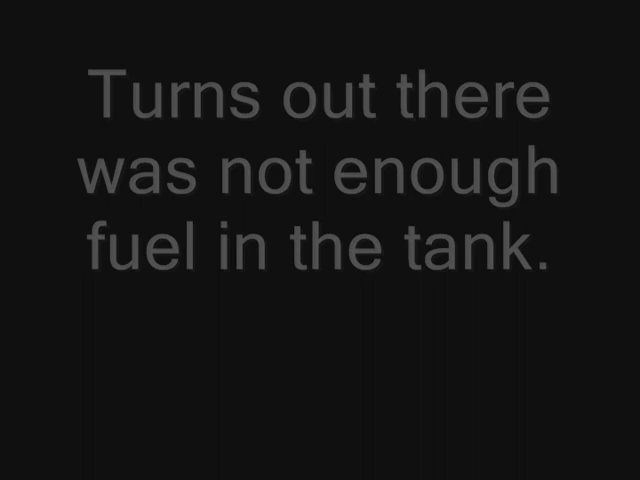 Turns out there
was not enough
fuel in the tank.